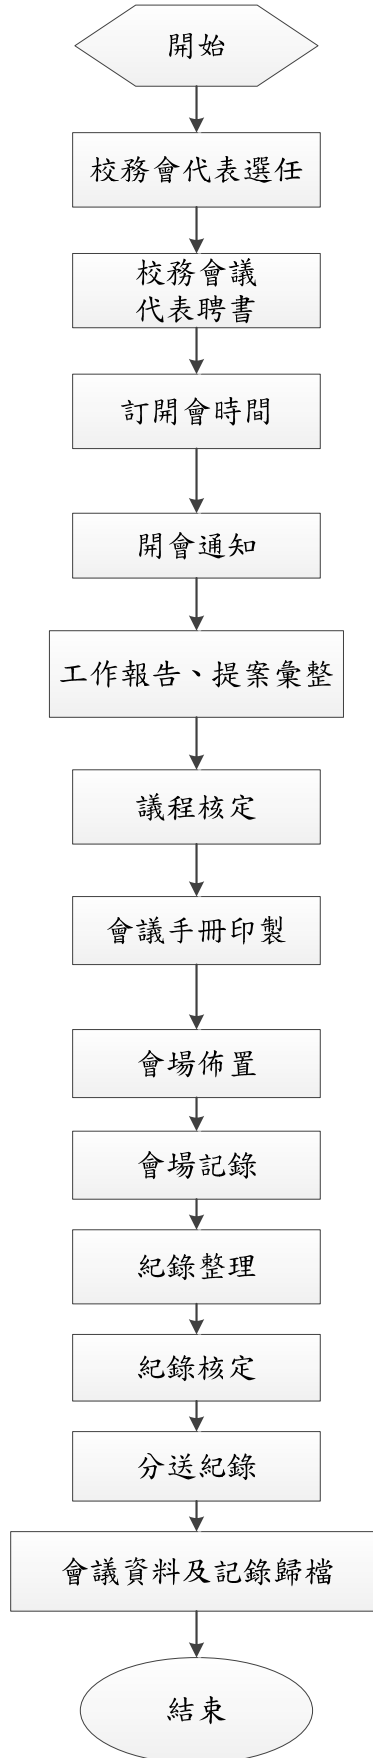 開始
校務會代表選任
校務會議
代表聘書
訂開會時間
開會通知
工作報告、提案彙整
議程核定
會議手冊印製
會場佈置
會場記錄
紀錄整理
紀錄核定
分送紀錄
會議資料及記錄歸檔
結束